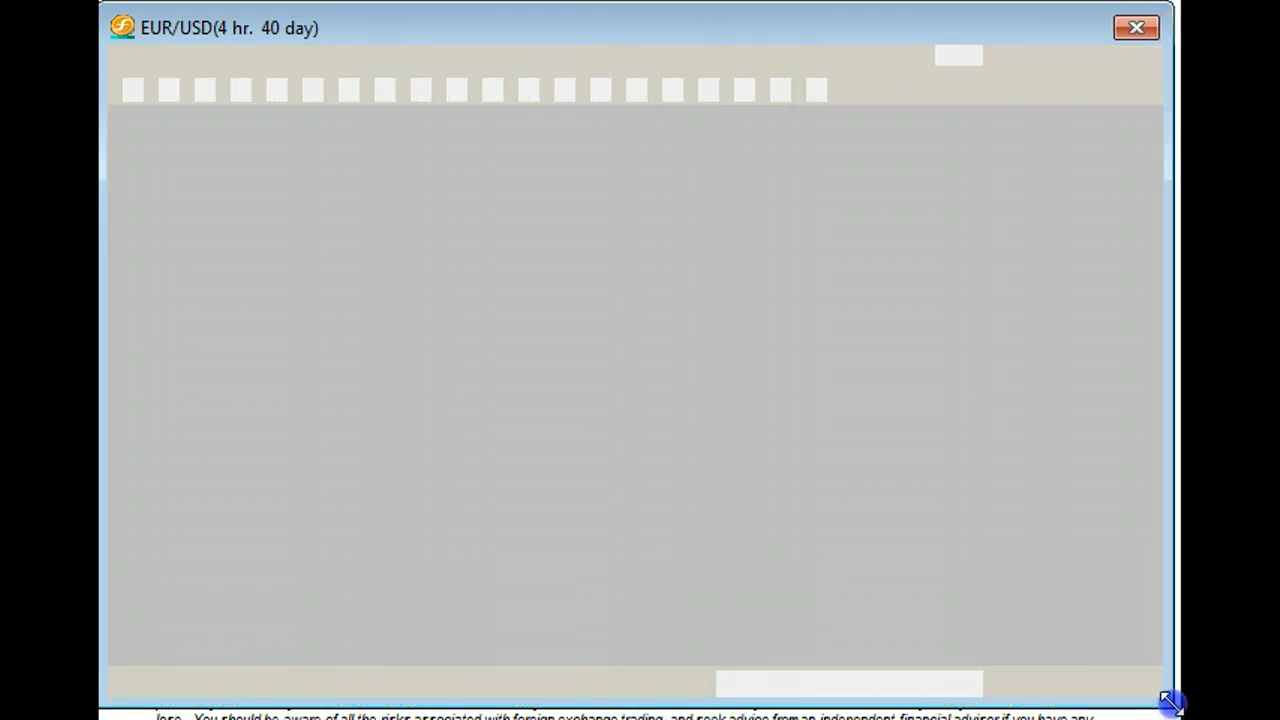 EUR/USD(4 hr. 40 day)
lose. You should be aware of all the risks associated with foreign exchange trading, and seek advice from an independent financial advisor if you have any